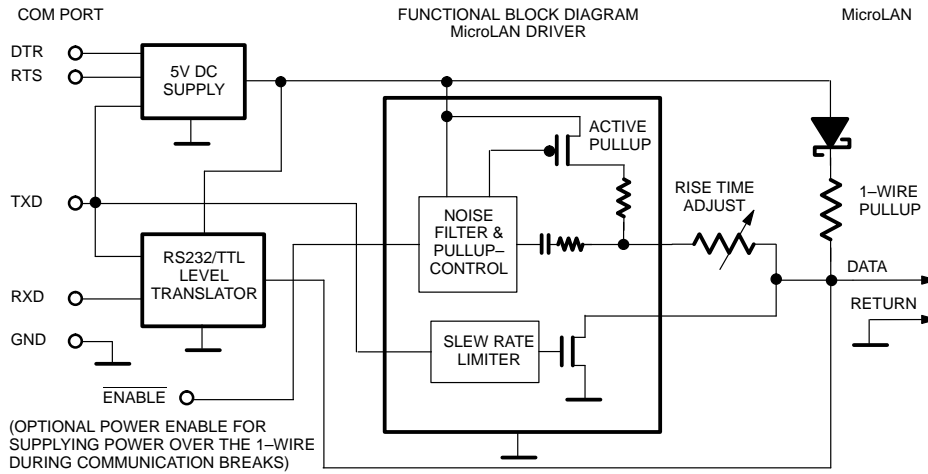 COM PORT
FUNCTIONAL BLOCK DIAGRAM
MicroLAN DRIVER
MicroLAN
DTR
RTS
5V DC
SUPPLY
ACTIVE
PULLUP
TXD
NOISE
FILTER &
PULLUP–
CONTROL
RISE TIME
ADJUST
1–WIRE
PULLUP
RS232/TTL
LEVEL
TRANSLATOR
DATA
RXD
RETURN
GND
SLEW RATE
LIMITER
ENABLE
(OPTIONAL POWER ENABLE FOR
SUPPLYING POWER OVER THE 1–WIRE
DURING COMMUNICATION BREAKS)